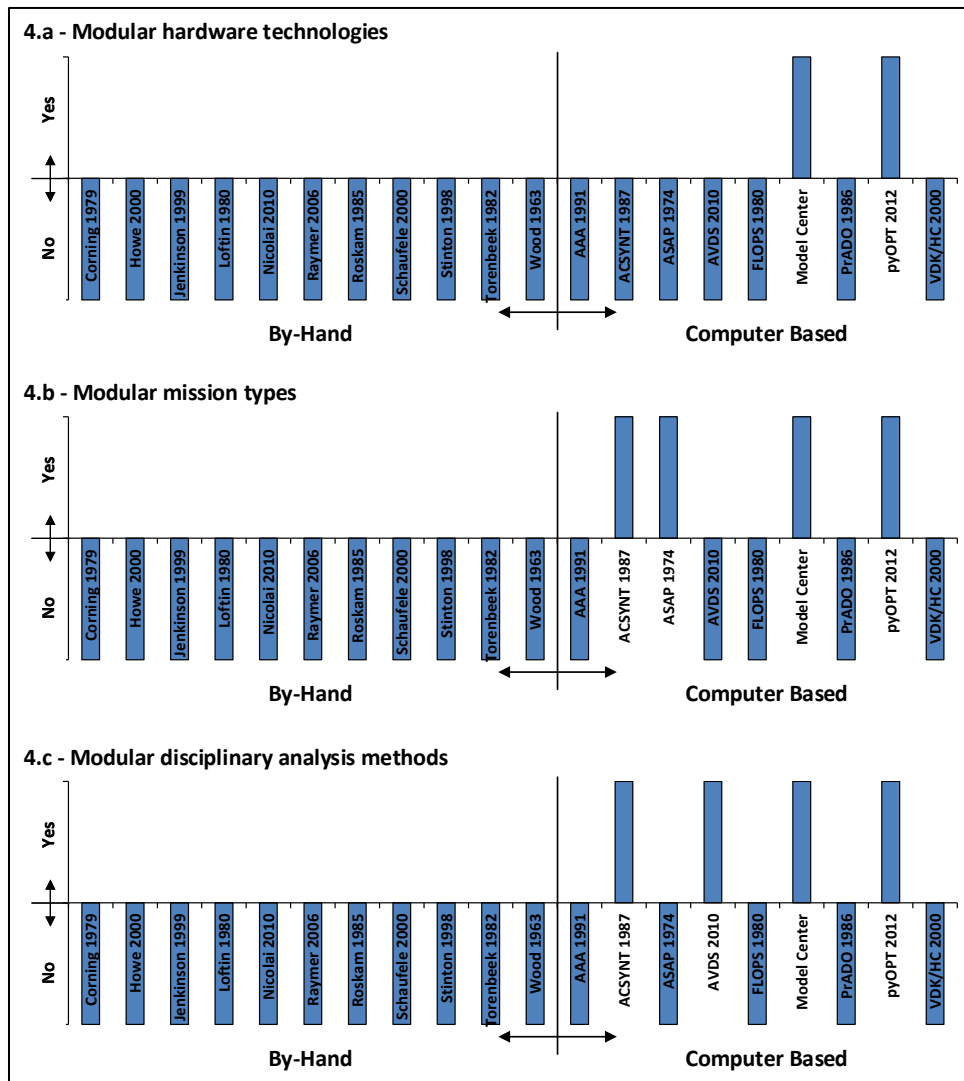 4.a - Modular hardware technologies
Yes
No
Corning 1979
Howe 2000
Jenkinson 1999
Loftin 1980
Nicolai 2010
Raymer 2006
Roskam 1985
Schaufele 2000
Stinton 1998
Torenbeek 1982
Wood 1963
AAA 1991
ACSYNT 1987
ASAP 1974
AVDS 2010
FLOPS 1980
Model Center
PrADO 1986
pyOPT 2012
VDK/HC 2000
By-Hand
Computer Based
4.b - Modular mission types
Yes
No
Corning 1979
Howe 2000
Jenkinson 1999
Loftin 1980
Nicolai 2010
Raymer 2006
Roskam 1985
Schaufele 2000
Stinton 1998
Torenbeek 1982
Wood 1963
AAA 1991
ACSYNT 1987
ASAP 1974
AVDS 2010
FLOPS 1980
Model Center
PrADO 1986
pyOPT 2012
VDK/HC 2000
By-Hand
Computer Based
4.c - Modular disciplinary analysis methods
Yes
No
Corning 1979
Howe 2000
Jenkinson 1999
Loftin 1980
Nicolai 2010
Raymer 2006
Roskam 1985
Schaufele 2000
Stinton 1998
Torenbeek 1982
Wood 1963
AAA 1991
ACSYNT 1987
ASAP 1974
AVDS 2010
FLOPS 1980
Model Center
PrADO 1986
pyOPT 2012
VDK/HC 2000
By-Hand
Computer Based